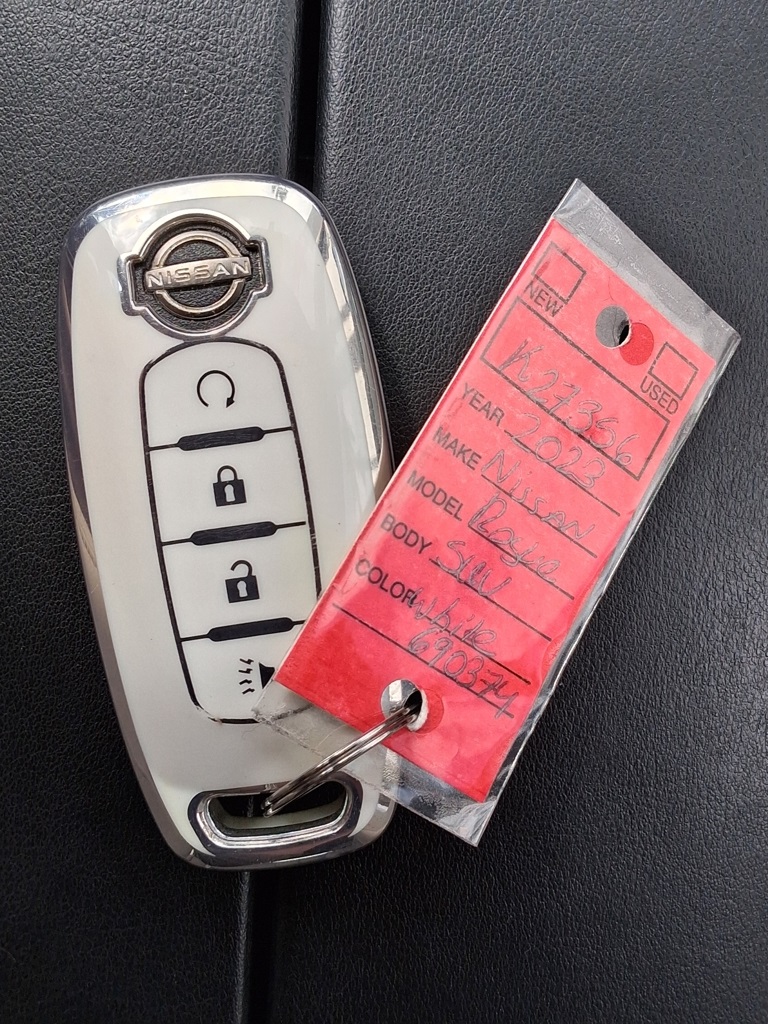 NISSAN
NEW
USED
K27356
YEAR 2023
MAKE Nissan
MODEL Rogue
BODY SUV
COLOR White
690374